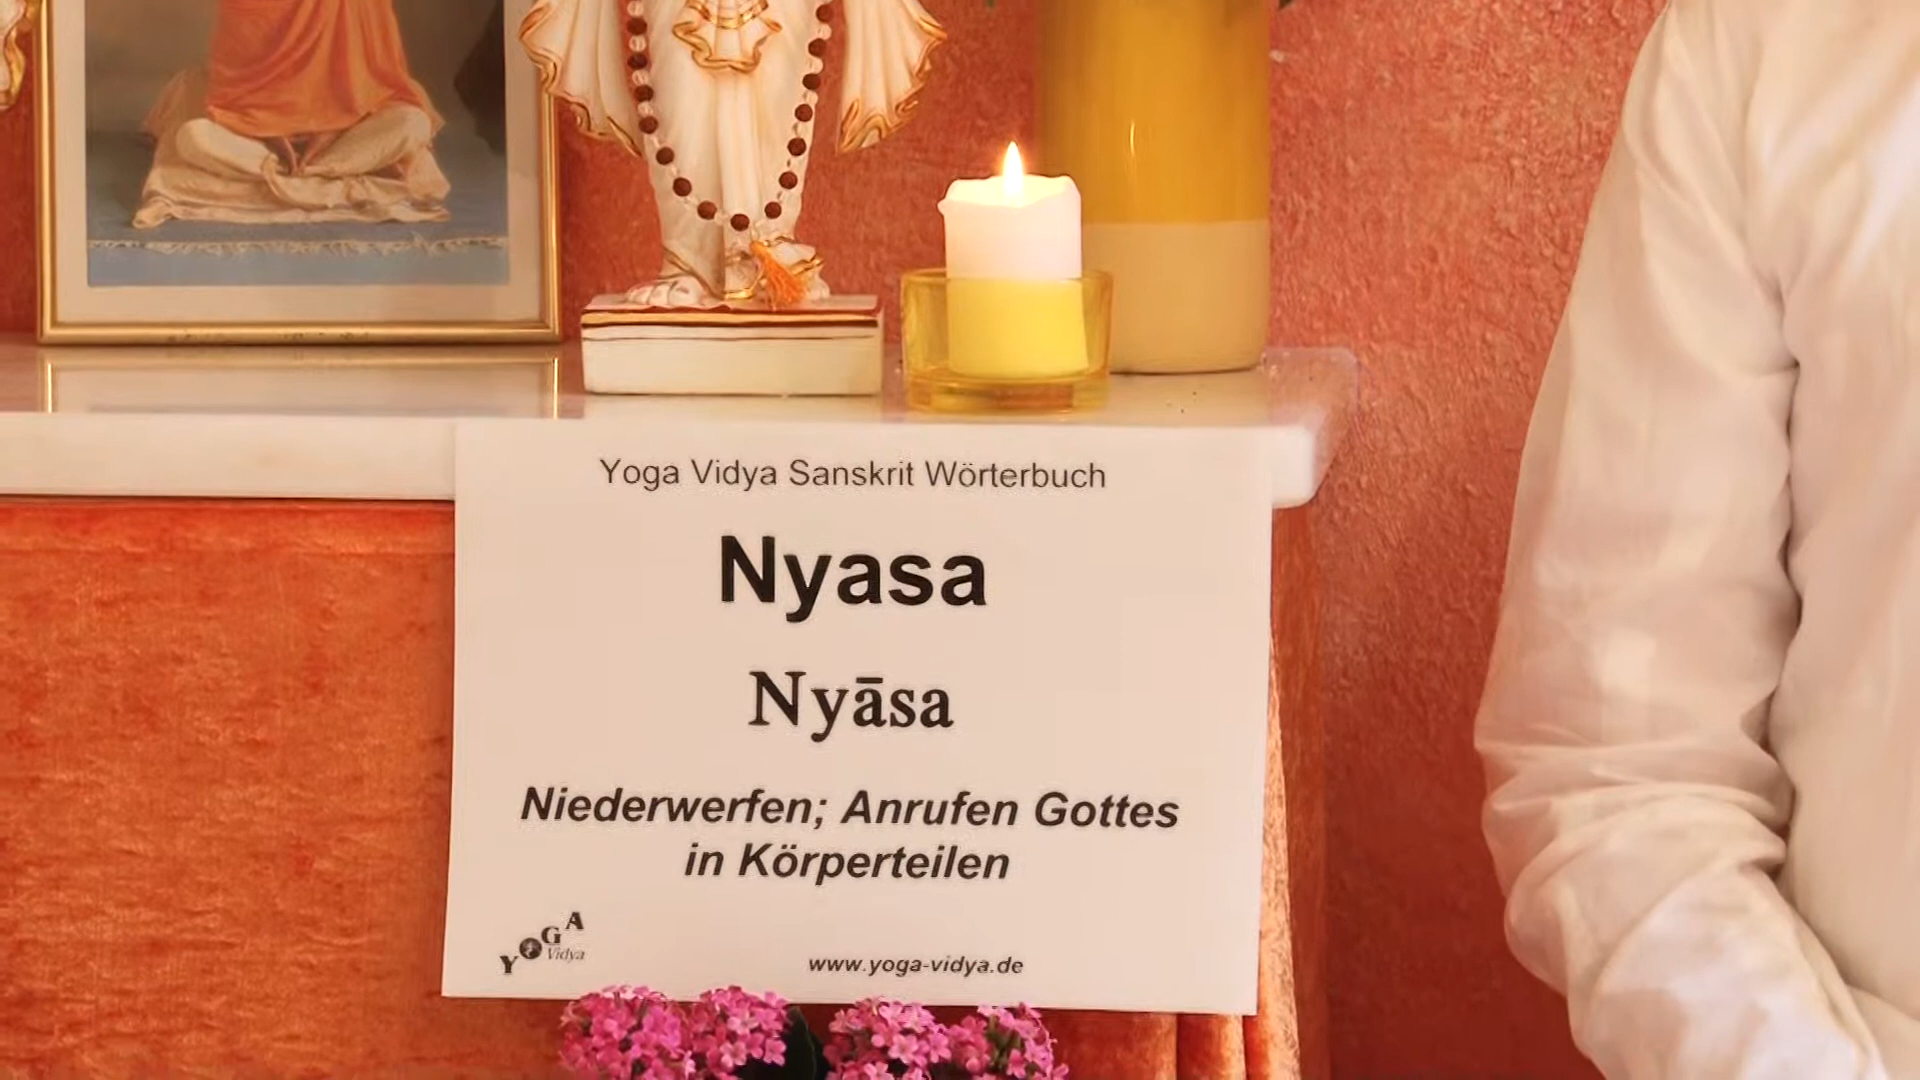 Yoga Vidya Sanskrit Wörterbuch
Nyasa
Nyāsa
Niederwerfen; Anrufen Gottes
in Körperteilen
YOGA
Vidya
www.yoga-vidya.de